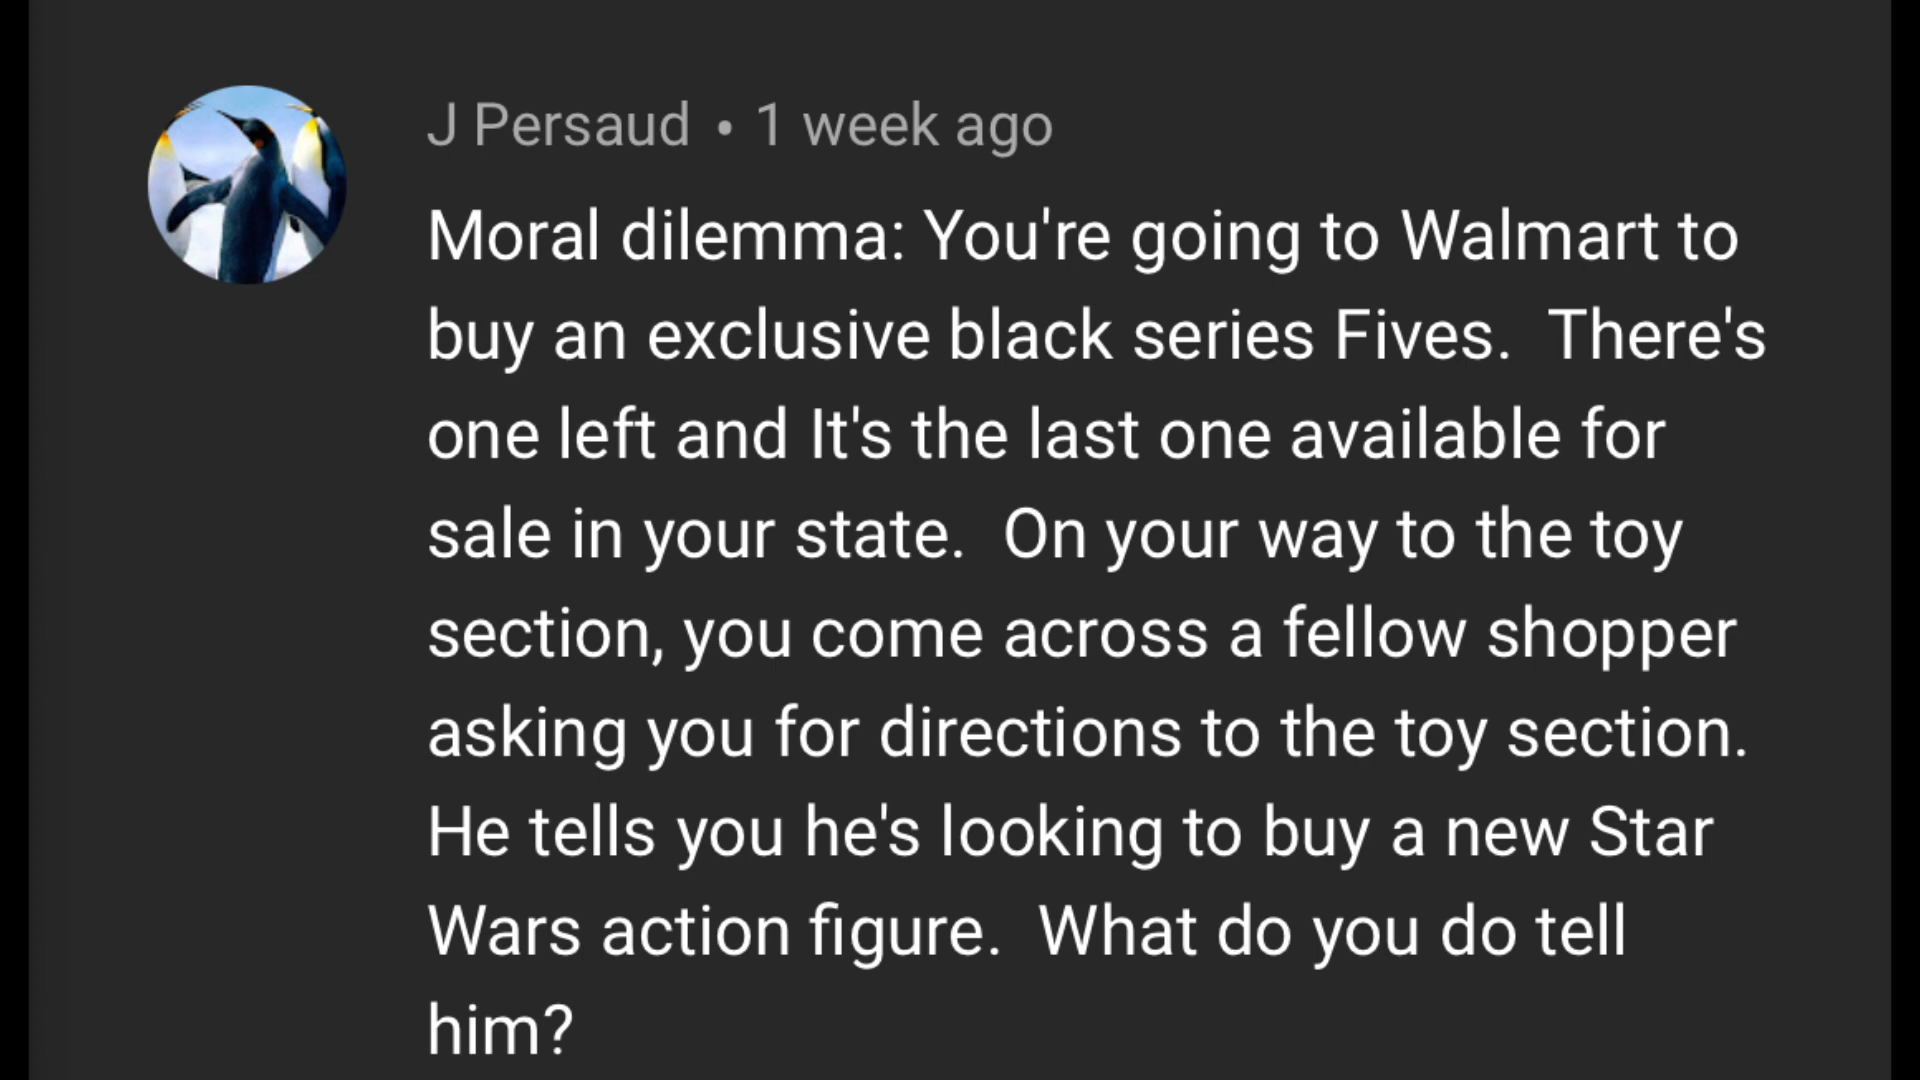 J Persaud • 1 week ago
Moral dilemma: You're going to Walmart to
buy an exclusive black series Fives.  There's
one left and It's the last one available for
sale in your state.  On your way to the toy
section, you come across a fellow shopper
asking you for directions to the toy section.
He tells you he's looking to buy a new Star
Wars action figure.  What do you do tell
him?